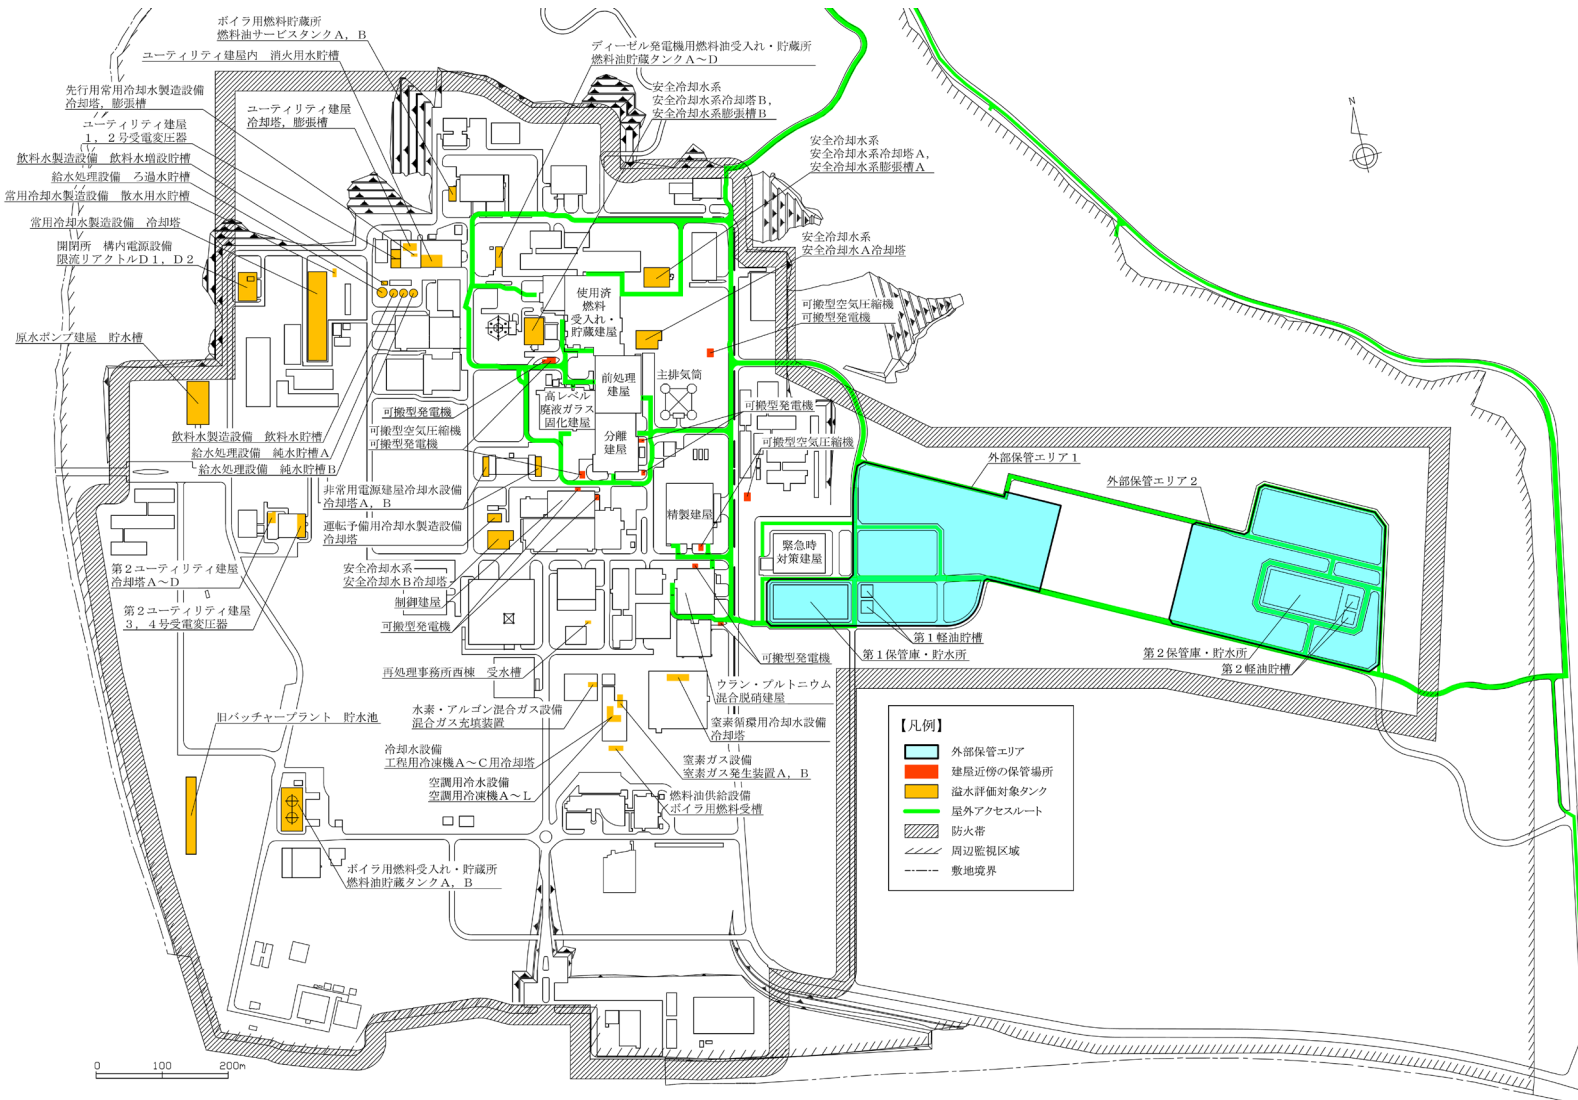 ボイラ用燃料貯蔵所
燃料油サービスタンクA，B
ユーティリティ建屋内　消火用水貯槽
先行用常用冷却水製造設備
冷却塔，膨張槽
ユーティリティ建屋
冷却塔，膨張槽
ユーティリティ建屋
1，2号受電変圧器
飲料水製造設備　飲料水増設貯槽
給水処理設備　ろ過水貯槽
常用冷却水製造設備　散水用水貯槽
常用冷却水製造設備　冷却塔
開閉所　構内電源設備
限流リアクトルD1，D2
原水ポンプ建屋　貯水槽
ディーゼル発電機用燃料油受入れ・貯蔵所
燃料油貯蔵タンクA～D
安全冷却水系
安全冷却水系冷却塔B，
安全冷却水系膨張槽B
安全冷却水系
安全冷却水系冷却塔A，
安全冷却水系膨張槽A
安全冷却水系
安全冷却水A冷却塔
可搬型空気圧縮機
可搬型発電機
N
使用済
燃料
受入れ・
貯蔵建屋
前処理
建屋
主排気筒
高レベル
廃液ガラス
固化建屋
分離
建屋
可搬型発電機
可搬型空気圧縮機
可搬型発電機
可搬型発電機
可搬型空気圧縮機
飲料水製造設備　飲料水貯槽
給水処理設備　純水貯槽A
給水処理設備　純水貯槽B
非常用電源建屋冷却水設備
冷却塔A，B
運転予備用冷却水製造設備
冷却塔
精製建屋
緊急時
対策建屋
外部保管エリア1
外部保管エリア2
第2ユーティリティ建屋
冷却塔A～D
第2ユーティリティ建屋
3，4号受電変圧器
安全冷却水系
安全冷却水B冷却塔
制御建屋
可搬型発電機
第1軽油貯槽
第1保管庫・貯水所
第2保管庫・貯水所
第2軽油貯槽
可搬型発電機
再処理事務所西棟　受水槽
ウラン・プルトニウム
混合脱硝建屋
旧バッチャープラント　貯水池
水素・アルゴン混合ガス設備
混合ガス充填装置
窒素循環用冷却水設備
冷却塔
冷却水設備
工程用冷凍機A～C用冷却塔
窒素ガス設備
窒素ガス発生装置A，B
空調用冷水設備
空調用冷凍機A～L
燃料油供給設備
ボイラ用燃料受槽
ボイラ用燃料受入れ・貯蔵所
燃料油貯蔵タンクA，B
【凡例】
外部保管エリア
建屋近傍の保管場所
溢水評価対象タンク
屋外アクセスルート
防火帯
周辺監視区域
敷地境界
0　100　200m